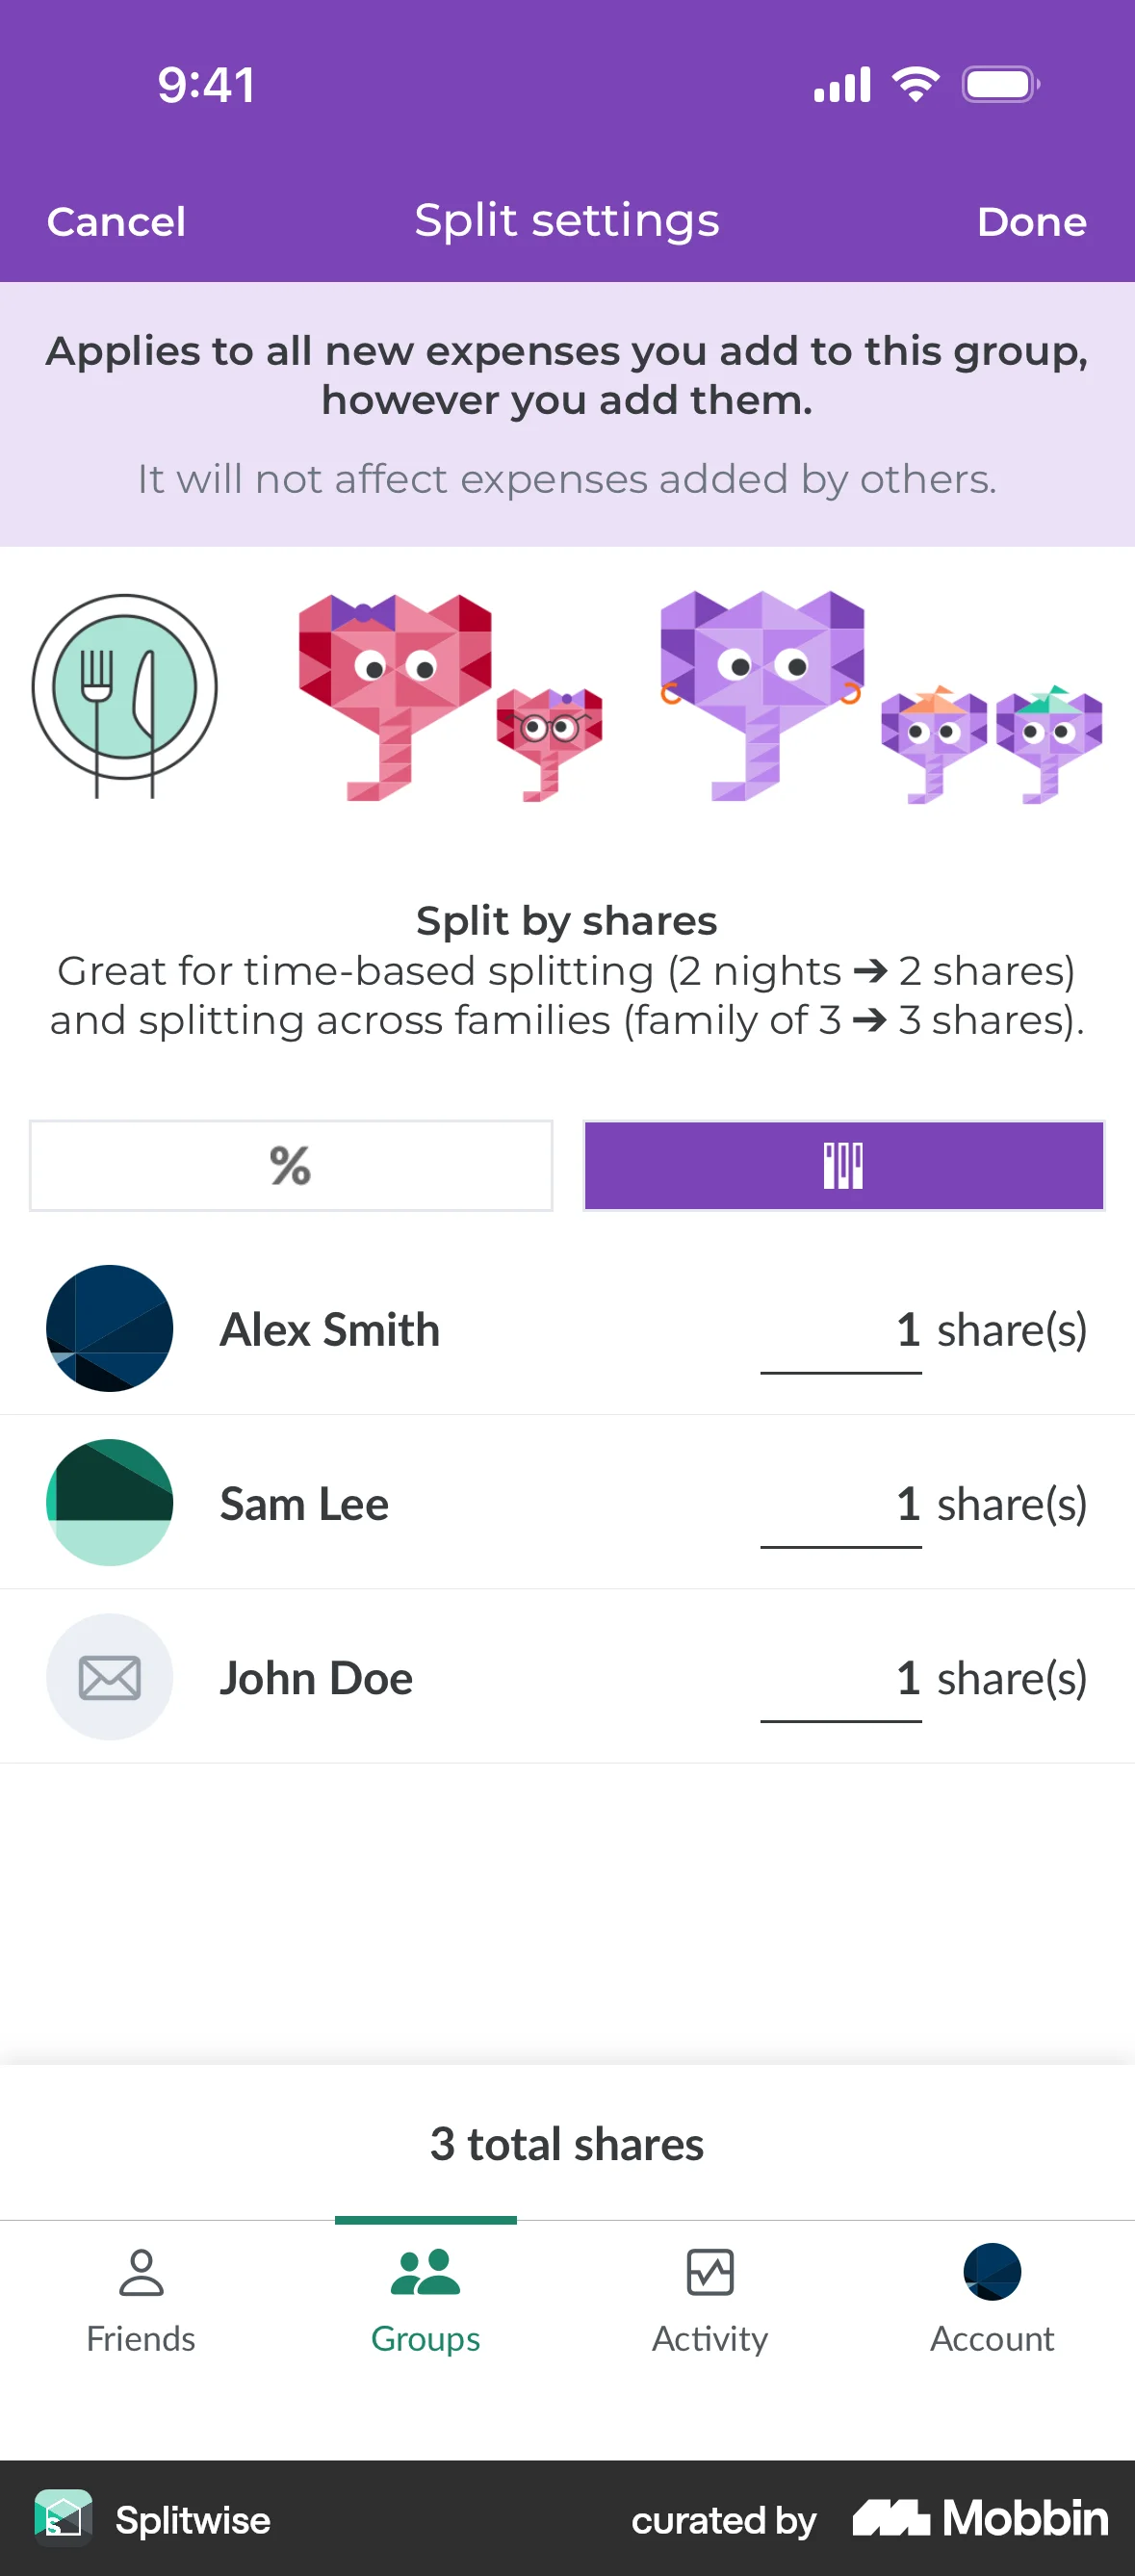 9:41
Cancel
Split settings
Done
Applies to all new expenses you add to this group,
however you add them.
It will not affect expenses added by others.
Split by shares
Great for time-based splitting (2 nights ➔ 2 shares)
and splitting across families (family of 3 ➔ 3 shares).
%
Alex Smith
1 share(s)
Sam Lee
1 share(s)
John Doe
1 share(s)
3 total shares
Friends
Groups
Activity
Account
S
Splitwise
curated by
Mobbin